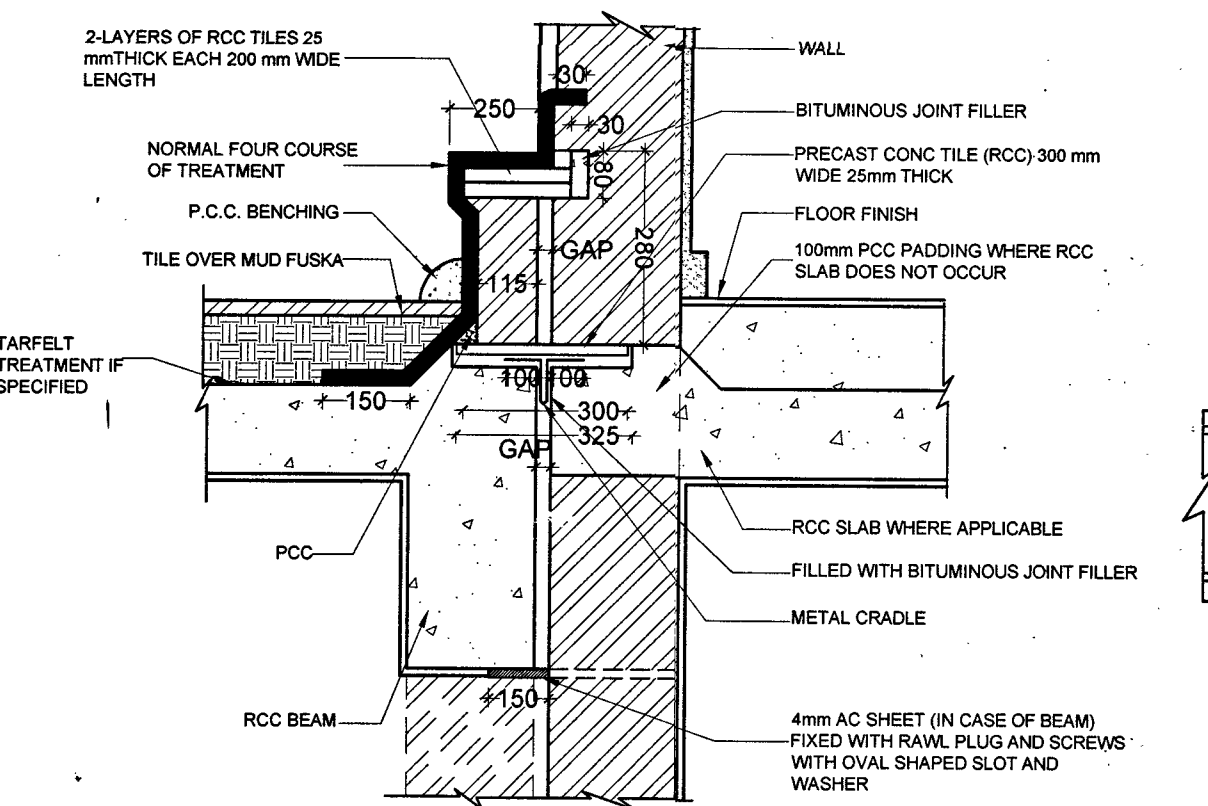 2-LAYERS OF RCC TILES 25
mmTHICK EACH 200 mm WIDE
LENGTH
NORMAL FOUR COURSE
OF TREATMENT
P.C.C. BENCHING
TILE OVER MUD FUSKA
TARFELT
TREATMENT IF
SPECIFIED
PCC
RCC BEAM
30
250
30
80
280
GAP
115
100
100
150
300
325
GAP
150
WALL
BITUMINOUS JOINT FILLER
PRECAST CONC TILE (RCC) 300 mm
WIDE 25mm THICK
FLOOR FINISH
100mm PCC PADDING WHERE RCC
SLAB DOES NOT OCCUR
RCC SLAB WHERE APPLICABLE
FILLED WITH BITUMINOUS JOINT FILLER
METAL CRADLE
4mm AC SHEET (IN CASE OF BEAM)
FIXED WITH RAWL PLUG AND SCREWS
WITH OVAL SHAPED SLOT AND
WASHER